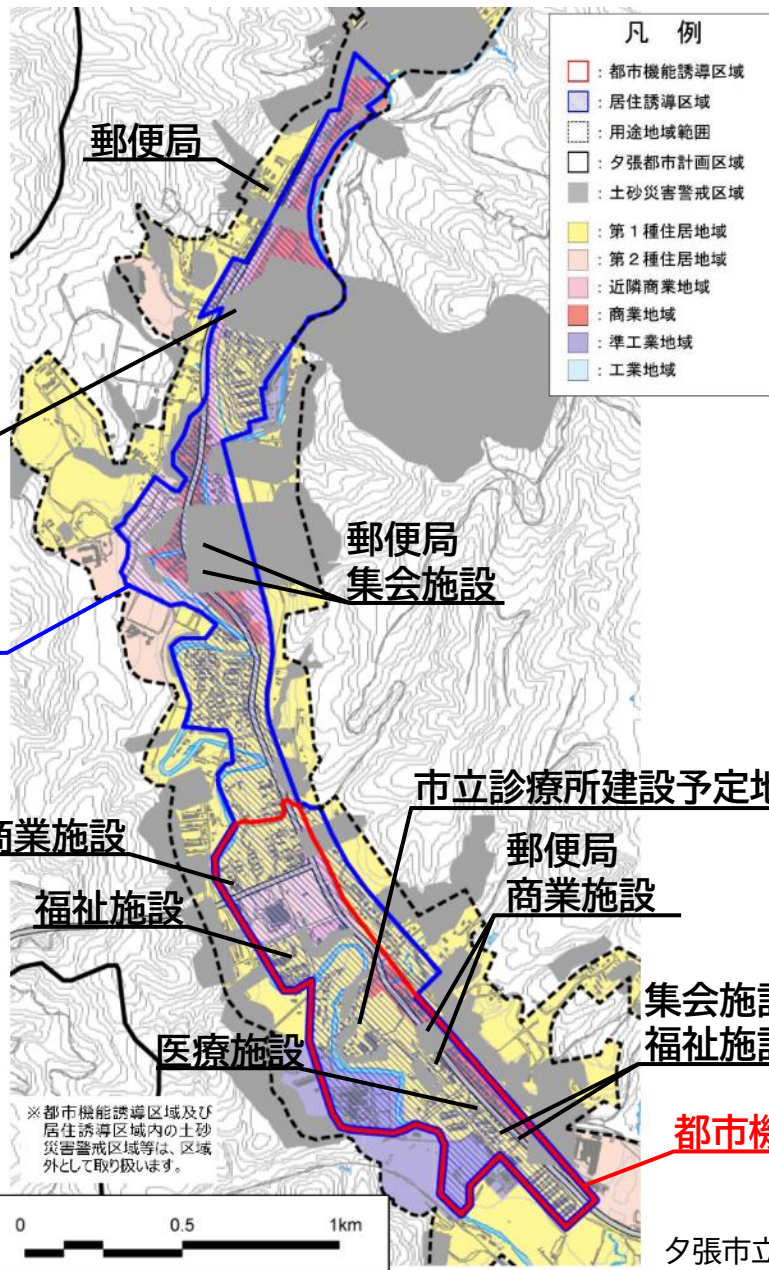 凡 例
：都市機能誘導区域
：居住誘導区域
：用途地域範囲
：夕張都市計画区域
：土砂災害警戒区域
：第１種住居地域
：第２種住居地域
：近隣商業地域
：商業地域
：準工業地域
：工業地域
郵便局
郵便局
集会施設
市立診療所建設予定地
商業施設
郵便局
商業施設
福祉施設
集会施設
福祉施設
医療施設
都市機
※都市機能誘導区域及び
居住誘導区域内の土砂
災害警戒区域等は、区域
外として取り扱います。
0 0.5 1km
夕張市立